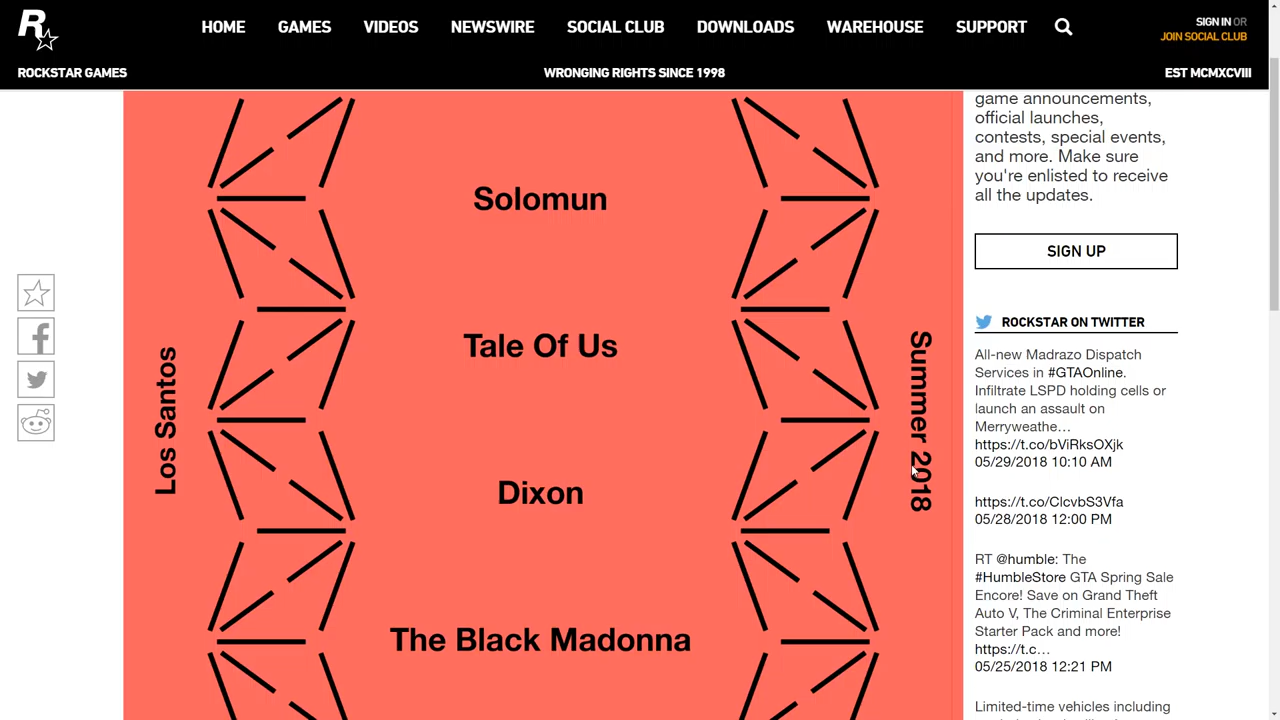 R
HOME
GAMES
VIDEOS
NEWSWIRE
SOCIAL CLUB
DOWNLOADS
WAREHOUSE
SUPPORT
SIGN IN OR
JOIN SOCIAL CLUB
ROCKSTAR GAMES
WRONGING RIGHTS SINCE 1998
EST MCMXCVIII
Los Santos
Solomun
Tale Of Us
Dixon
The Black Madonna
Summer 2018
game announcements,
official launches,
contests, special events,
and more. Make sure
you're enlisted to receive
all the updates.
SIGN UP
ROCKSTAR ON TWITTER
All-new Madrazo Dispatch
Services in #GTAOnline.
Infiltrate LSPD holding cells or
launch an assault on
Merryweathe…
https://t.co/bViRksOXjk
05/29/2018 10:10 AM
https://t.co/ClcvbS3Vfa
05/28/2018 12:00 PM
RT @humble: The
#HumbleStore GTA Spring Sale
Encore! Save on Grand Theft
Auto V, The Criminal Enterprise
Starter Pack and more!
https://t.c…
05/25/2018 12:21 PM
Limited-time vehicles including